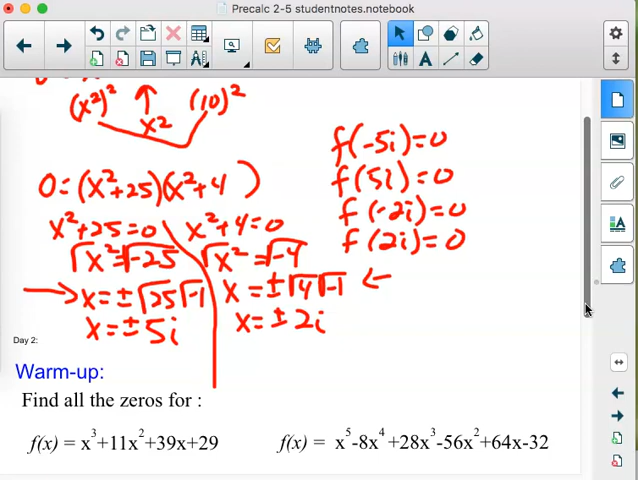 Precalc 2-5 studentnotes.notebook
(x²)² (10)²
x²
0=(x²+25)(x²+4)
x²+25=0 x²+4=0
√x²=√-25 √x²=√-4
x=±√25√-1 x=±√4√-1
x=±5i x=±2i
f(-5i)=0
f(5i)=0
f(-2i)=0
f(2i)=0
Day 2:
Warm-up:
Find all the zeros for :
f(x) = x³+11x²+39x+29
f(x) = x⁵-8x⁴+28x³-56x²+64x-32